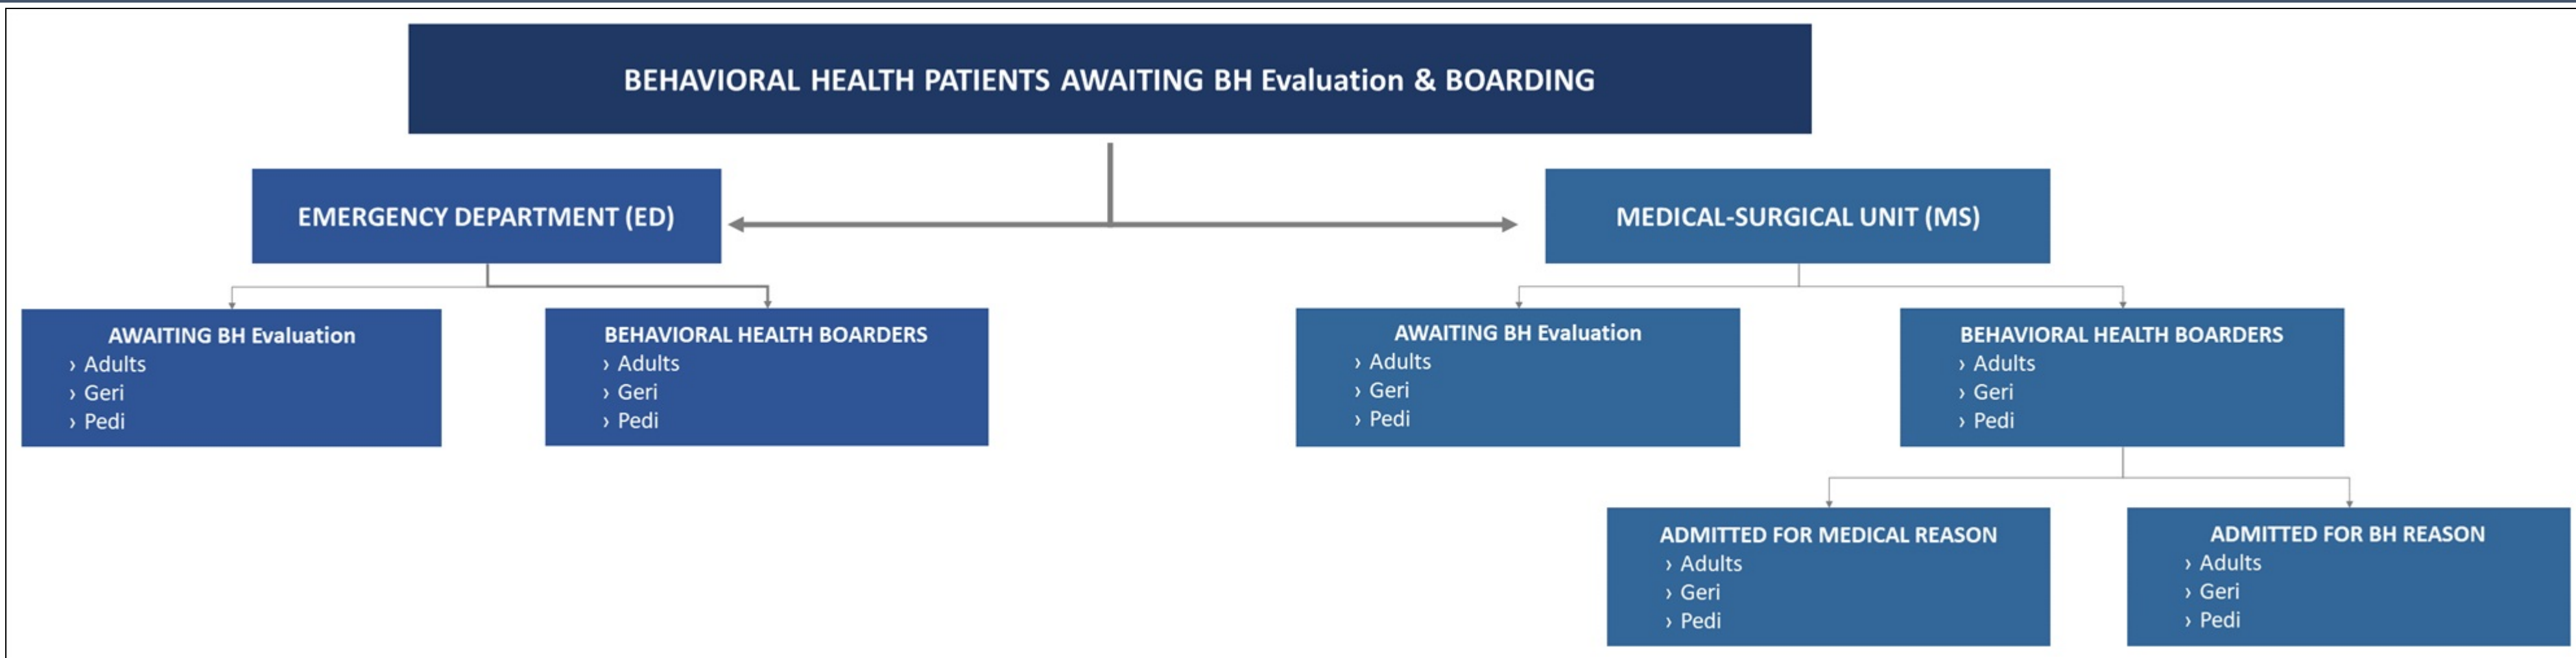 BEHAVIORAL HEALTH PATIENTS AWAITING BH Evaluation & BOARDING
EMERGENCY DEPARTMENT (ED)
MEDICAL-SURGICAL UNIT (MS)
AWAITING BH Evaluation
› Adults
› Geri
› Pedi
BEHAVIORAL HEALTH BOARDERS
› Adults
› Geri
› Pedi
AWAITING BH Evaluation
› Adults
› Geri
› Pedi
BEHAVIORAL HEALTH BOARDERS
› Adults
› Geri
› Pedi
ADMITTED FOR MEDICAL REASON
› Adults
› Geri
› Pedi
ADMITTED FOR BH REASON
› Adults
› Geri
› Pedi